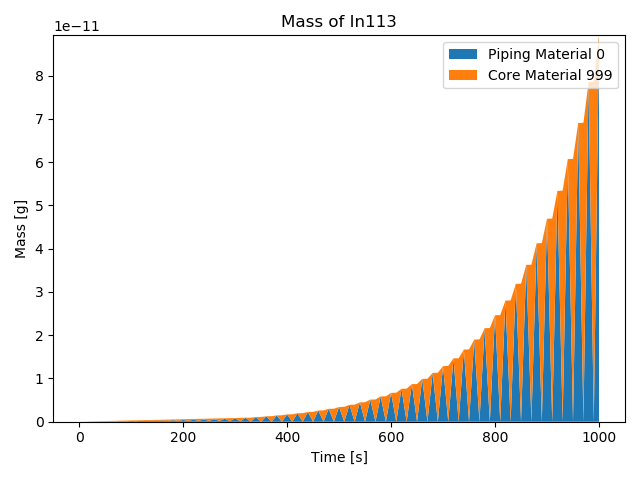 Mass of In113
1e−11
Piping Material 0
Core Material 999
8
7
6
5
4
3
2
1
0
Mass [g]
0
200
400
600
800
1000
Time [s]